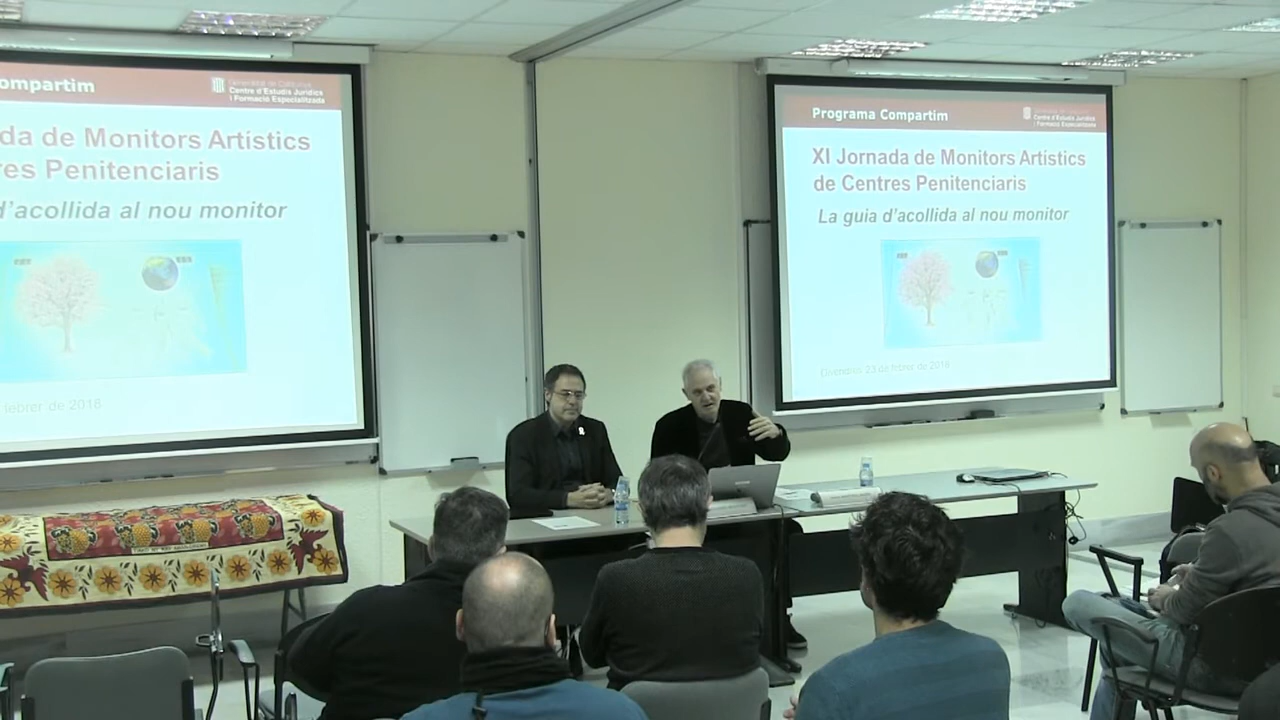 ompartim
Centre d'Estudis Jurídics
i Formació Especialitzada
da de Monitors Artístics
res Penitenciaris
d'acollida al nou monitor
febrer de 2018
Programa Compartim
Centre d'Estudis Jurídics
i Formació Especialitzada
XI Jornada de Monitors Artístics
de Centres Penitenciaris
La guia d'acollida al nou monitor
Divendres 23 de febrer de 2018